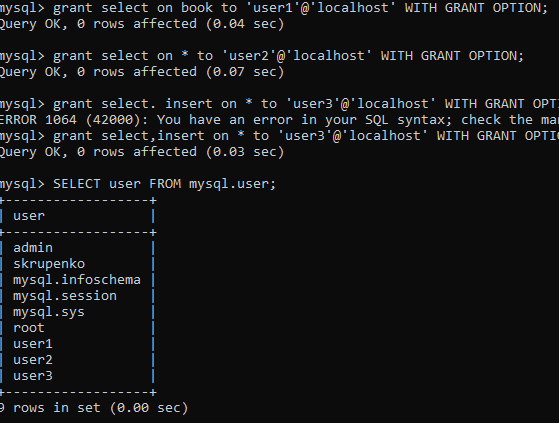 mysql> grant select on book to 'user1'@'localhost' WITH GRANT OPTION;
Query OK, 0 rows affected (0.04 sec)
mysql> grant select on * to 'user2'@'localhost' WITH GRANT OPTION;
Query OK, 0 rows affected (0.07 sec)
mysql> grant select. insert on * to 'user3'@'localhost' WITH GRANT OPTI
ERROR 1064 (42000): You have an error in your SQL syntax; check the man
mysql> grant select,insert on * to 'user3'@'localhost' WITH GRANT OPTIO
Query OK, 0 rows affected (0.03 sec)
mysql> SELECT user FROM mysql.user;
+------------------+
| user             |
+------------------+
| admin            |
| skrupenko        |
| mysql.infoschema |
| mysql.session    |
| mysql.sys        |
| root             |
| user1            |
| user2            |
| user3            |
+------------------+
9 rows in set (0.00 sec)